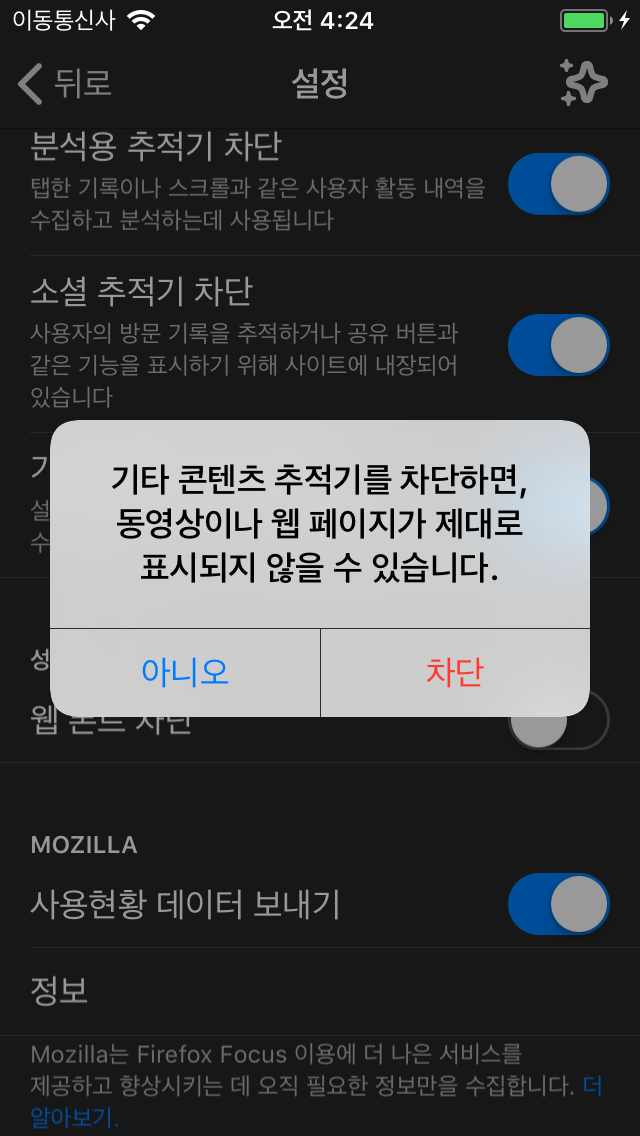 이동통신사
오전 4:24
뒤로
설정
분석용 추적기 차단
탭한 기록이나 스크롤과 같은 사용자 활동 내역을
수집하고 분석하는데 사용됩니다
소셜 추적기 차단
사용자의 방문 기록을 추적하거나 공유 버튼과
같은 기능을 표시하기 위해 사이트에 내장되어
있습니다
기타 콘텐츠 추적기를 차단하면,
동영상이나 웹 페이지가 제대로
표시되지 않을 수 있습니다.
아니오
차단
웹 폰트 차단
MOZILLA
사용현황 데이터 보내기
정보
Mozilla는 Firefox Focus 이용에 더 나은 서비스를
제공하고 향상시키는 데 오직 필요한 정보만을 수집합니다. 더
알아보기.